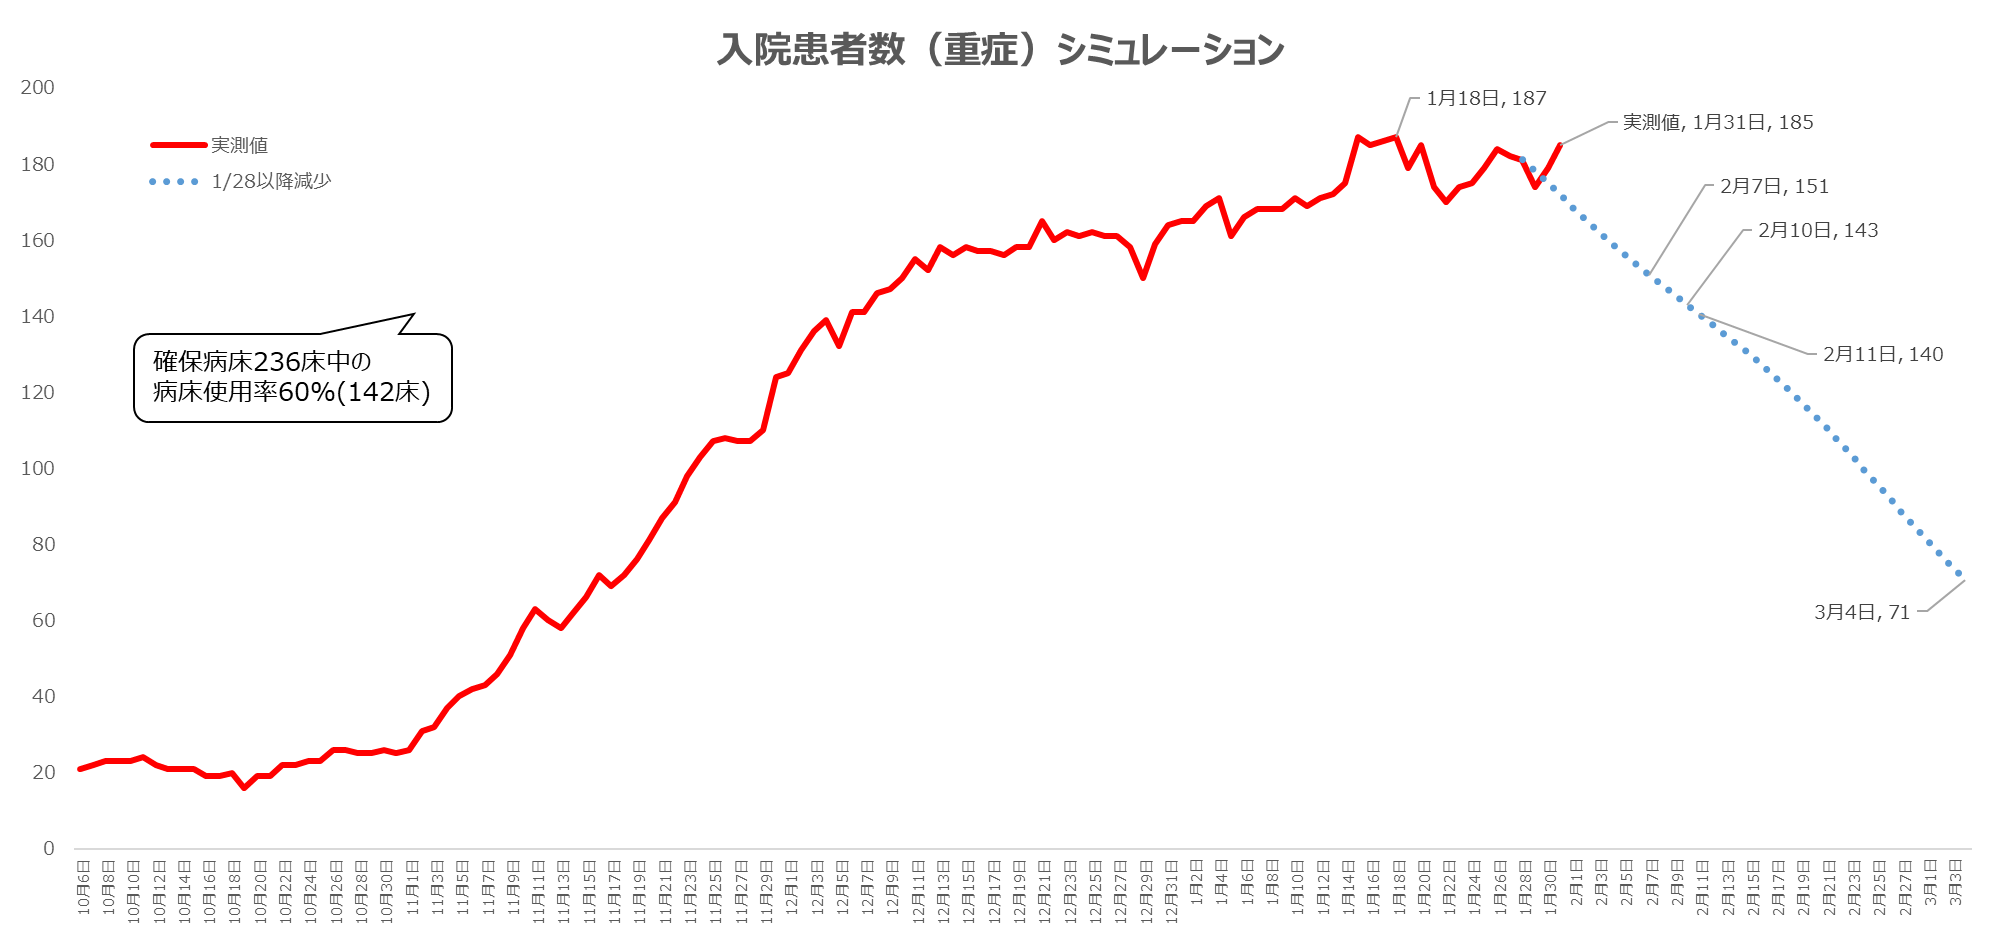 入院患者数（重症）シミュレーション
200
180
160
140
120
100
80
60
40
20
0
実測値
1/28以降減少
確保病床236床中の
病床使用率60%(142床)
1月18日, 187
実測値, 1月31日, 185
2月7日, 151
2月10日, 143
2月11日, 140
3月4日, 71
10月6日
10月8日
10月10日
10月12日
10月14日
10月16日
10月18日
10月20日
10月22日
10月24日
10月26日
10月28日
10月30日
11月1日
11月3日
11月5日
11月7日
11月9日
11月11日
11月13日
11月15日
11月17日
11月19日
11月21日
11月23日
11月25日
11月27日
11月29日
12月1日
12月3日
12月5日
12月7日
12月9日
12月11日
12月13日
12月15日
12月17日
12月19日
12月21日
12月23日
12月25日
12月27日
12月29日
12月31日
1月2日
1月4日
1月6日
1月8日
1月10日
1月12日
1月14日
1月16日
1月18日
1月20日
1月22日
1月24日
1月26日
1月28日
1月30日
2月1日
2月3日
2月5日
2月7日
2月9日
2月11日
2月13日
2月15日
2月17日
2月19日
2月21日
2月23日
2月25日
2月27日
3月1日
3月3日